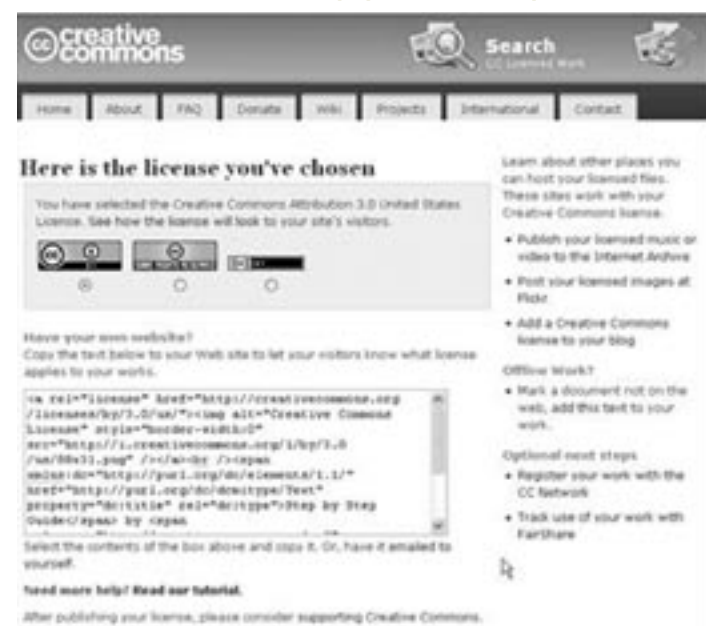 creative
commons
Search
CC Licensed Work
Home About FAQ Donate Wiki Projects International Contact
Here is the license you've chosen
You have selected the Creative Commons Attribution 3.0 United States
License. See how the license will look to your site's visitors.
Have your own website?
Copy the text below to your Web site to let your visitors know what license
applies to your works.
<a rel="license" href="http://creativecommons.org
/licenses/by/3.0/us/"><img alt="Creative Commons
License" style="border-width:0"
src="http://i.creativecommons.org/l/by/3.0
/us/88x31.png" /></a><br /><span
xmlns:dc="http://purl.org/dc/elements/1.1/"
href="http://purl.org/dc/dcmitype/Text"
property="dc:title" rel="dc:type">Step by Step
Guide</span> by <span
Select the contents of the box above and copy it. Or, have it emailed to
yourself.
Need more help? Read our tutorial.
After publishing your license, please consider supporting Creative Commons.
Learn about other places you
can host your licensed files.
These sites work with your
Creative Commons license.
• Publish your licensed music or
video to the Internet Archive
• Post your licensed images at
Flickr
• Add a Creative Commons
license to your blog
Offline Work?
• Mark a document not on the
web, add this text to your
work.
Optional next steps
• Register your work with the
CC Network
• Track use of your work with
FairShare